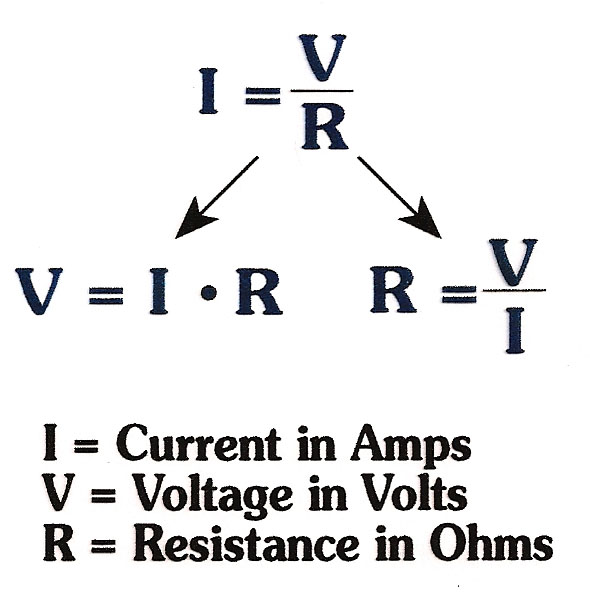 I = V/R
V = I • R
R = V/I
I = Current in Amps
V = Voltage in Volts
R = Resistance in Ohms